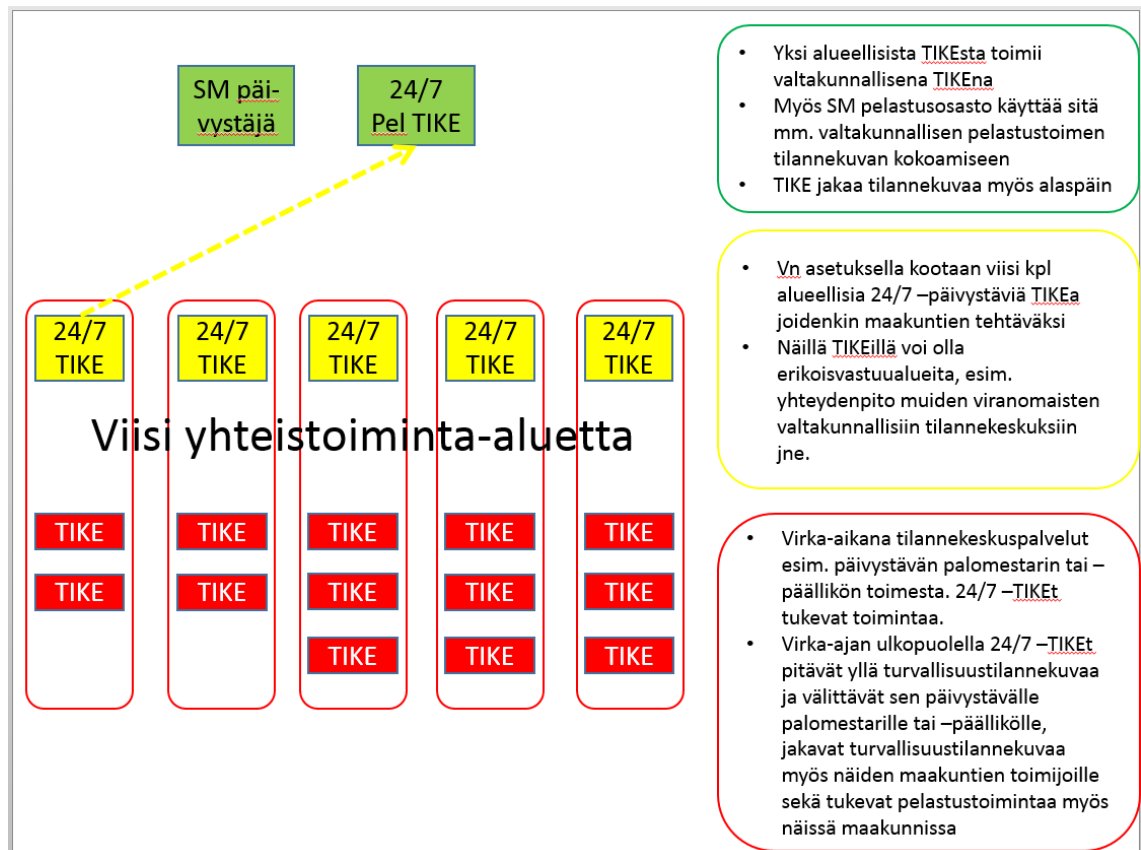 SM päi-
vystäjä
24/7
Pel TIKE
24/7
TIKE
24/7
TIKE
24/7
TIKE
24/7
TIKE
24/7
TIKE
Viisi yhteistoiminta-aluetta
TIKE
TIKE
TIKE
TIKE
TIKE
TIKE
TIKE
TIKE
TIKE
TIKE
TIKE
TIKE
TIKE
• Yksi alueellisista TIKEsta toimii
valtakunnallisena TIKEna
• Myös SM pelastusosasto käyttää sitä
mm. valtakunnallisen pelastustoimen
tilannekuvan kokoamiseen
• TIKE jakaa tilannekuvaa myös alaspäin
• Vn asetuksella kootaan viisi kpl
alueellisia 24/7 –päivystäviä TIKEa
joidenkin maakuntien tehtäväksi
• Näillä TIKEillä voi olla
erikoisvastuualueita, esim.
yhteydenpito muiden viranomaisten
valtakunnallisiin tilannekeskuksiin
jne.
• Virka-aikana tilannekeskuspalvelut
esim. päivystävän palomestarin tai –
päällikön toimesta. 24/7 –TIKEt
tukevat toimintaa.
• Virka-ajan ulkopuolella 24/7 –TIKEt
pitävät yllä turvallisuustilannekuvaa
ja välittävät sen päivystävälle
palomestarille tai –päällikölle,
jakavat turvallisuustilannekuvaa
myös näiden maakuntien toimijoille
sekä tukevat pelastustoimintaa myös
näissä maakunnissa